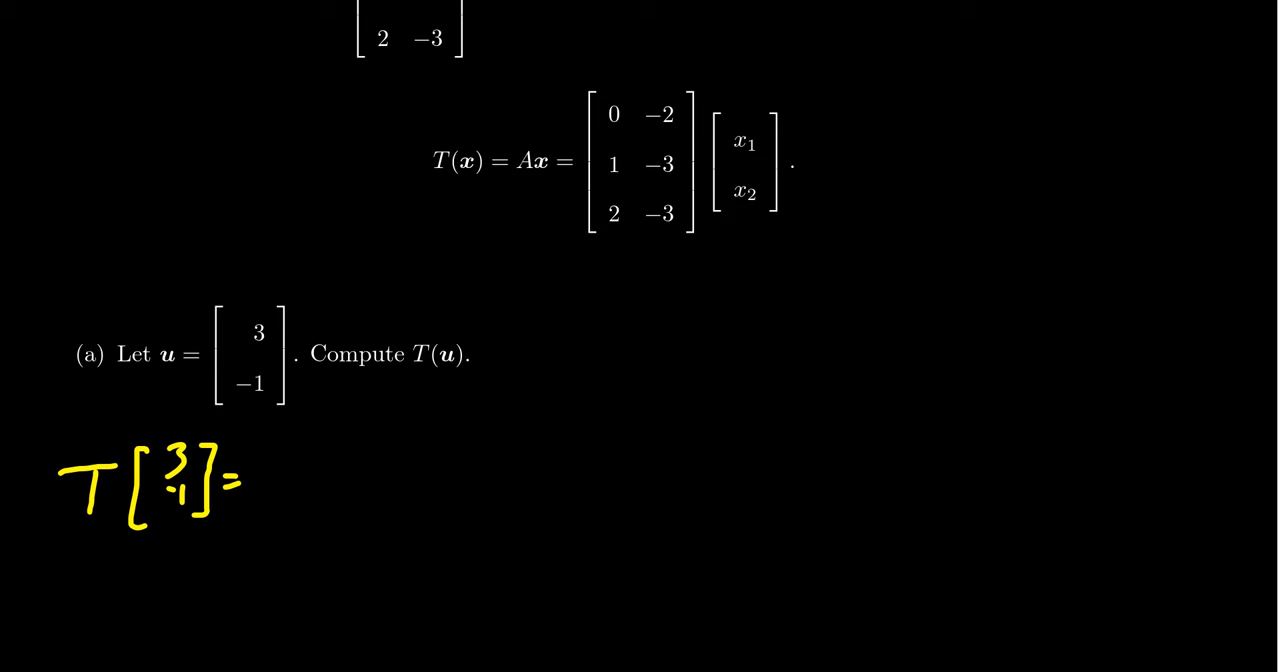 2 −3
T(x) = Ax =
0 −2
1 −3
2 −3
x₁
x₂
.
(a) Let u =
3
−1
. Compute T(u).
T[
3
-1
]=